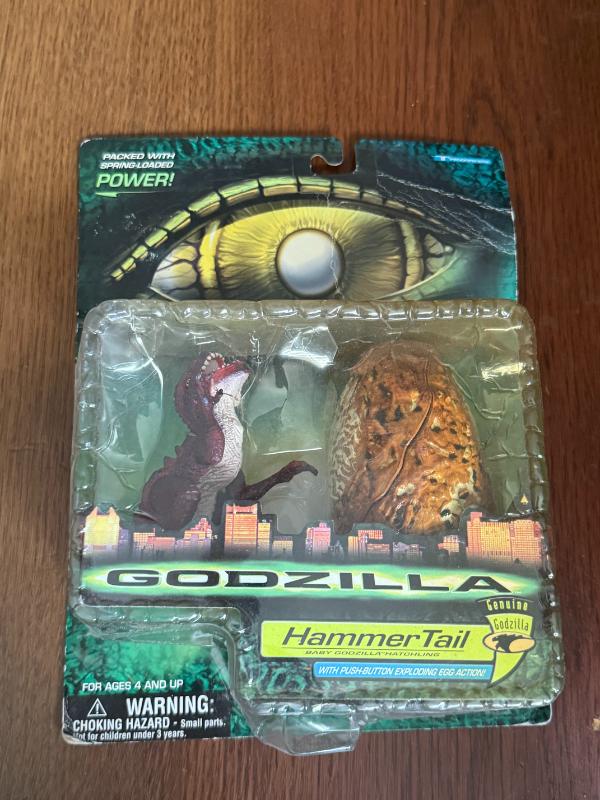 PACKED WITH
SPRING-LOADED
POWER!
GODZILLA
Genuine
Godzilla
HammerTail
BABY GODZILLA™ HATCHLING
WITH PUSH-BUTTON EXPLODING EGG ACTION!
FOR AGES 4 AND UP
WARNING:
CHOKING HAZARD - Small parts.
Not for children under 3 years.